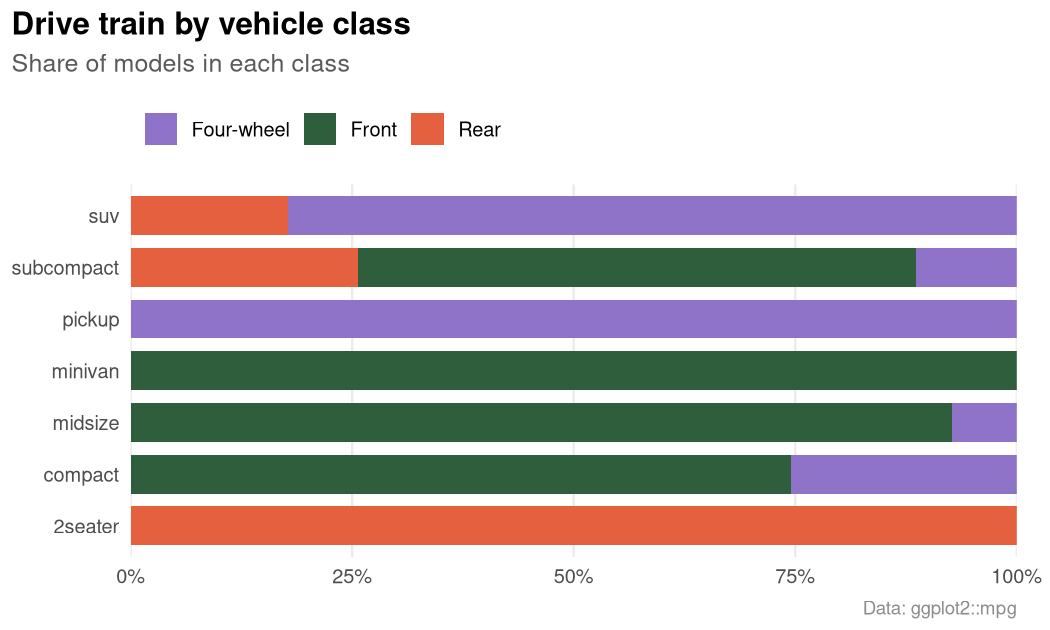 Drive train by vehicle class
Share of models in each class
Four-wheel Front Rear
suv
subcompact
pickup
minivan
midsize
compact
2seater
0% 25% 50% 75% 100%
Data: ggplot2::mpg